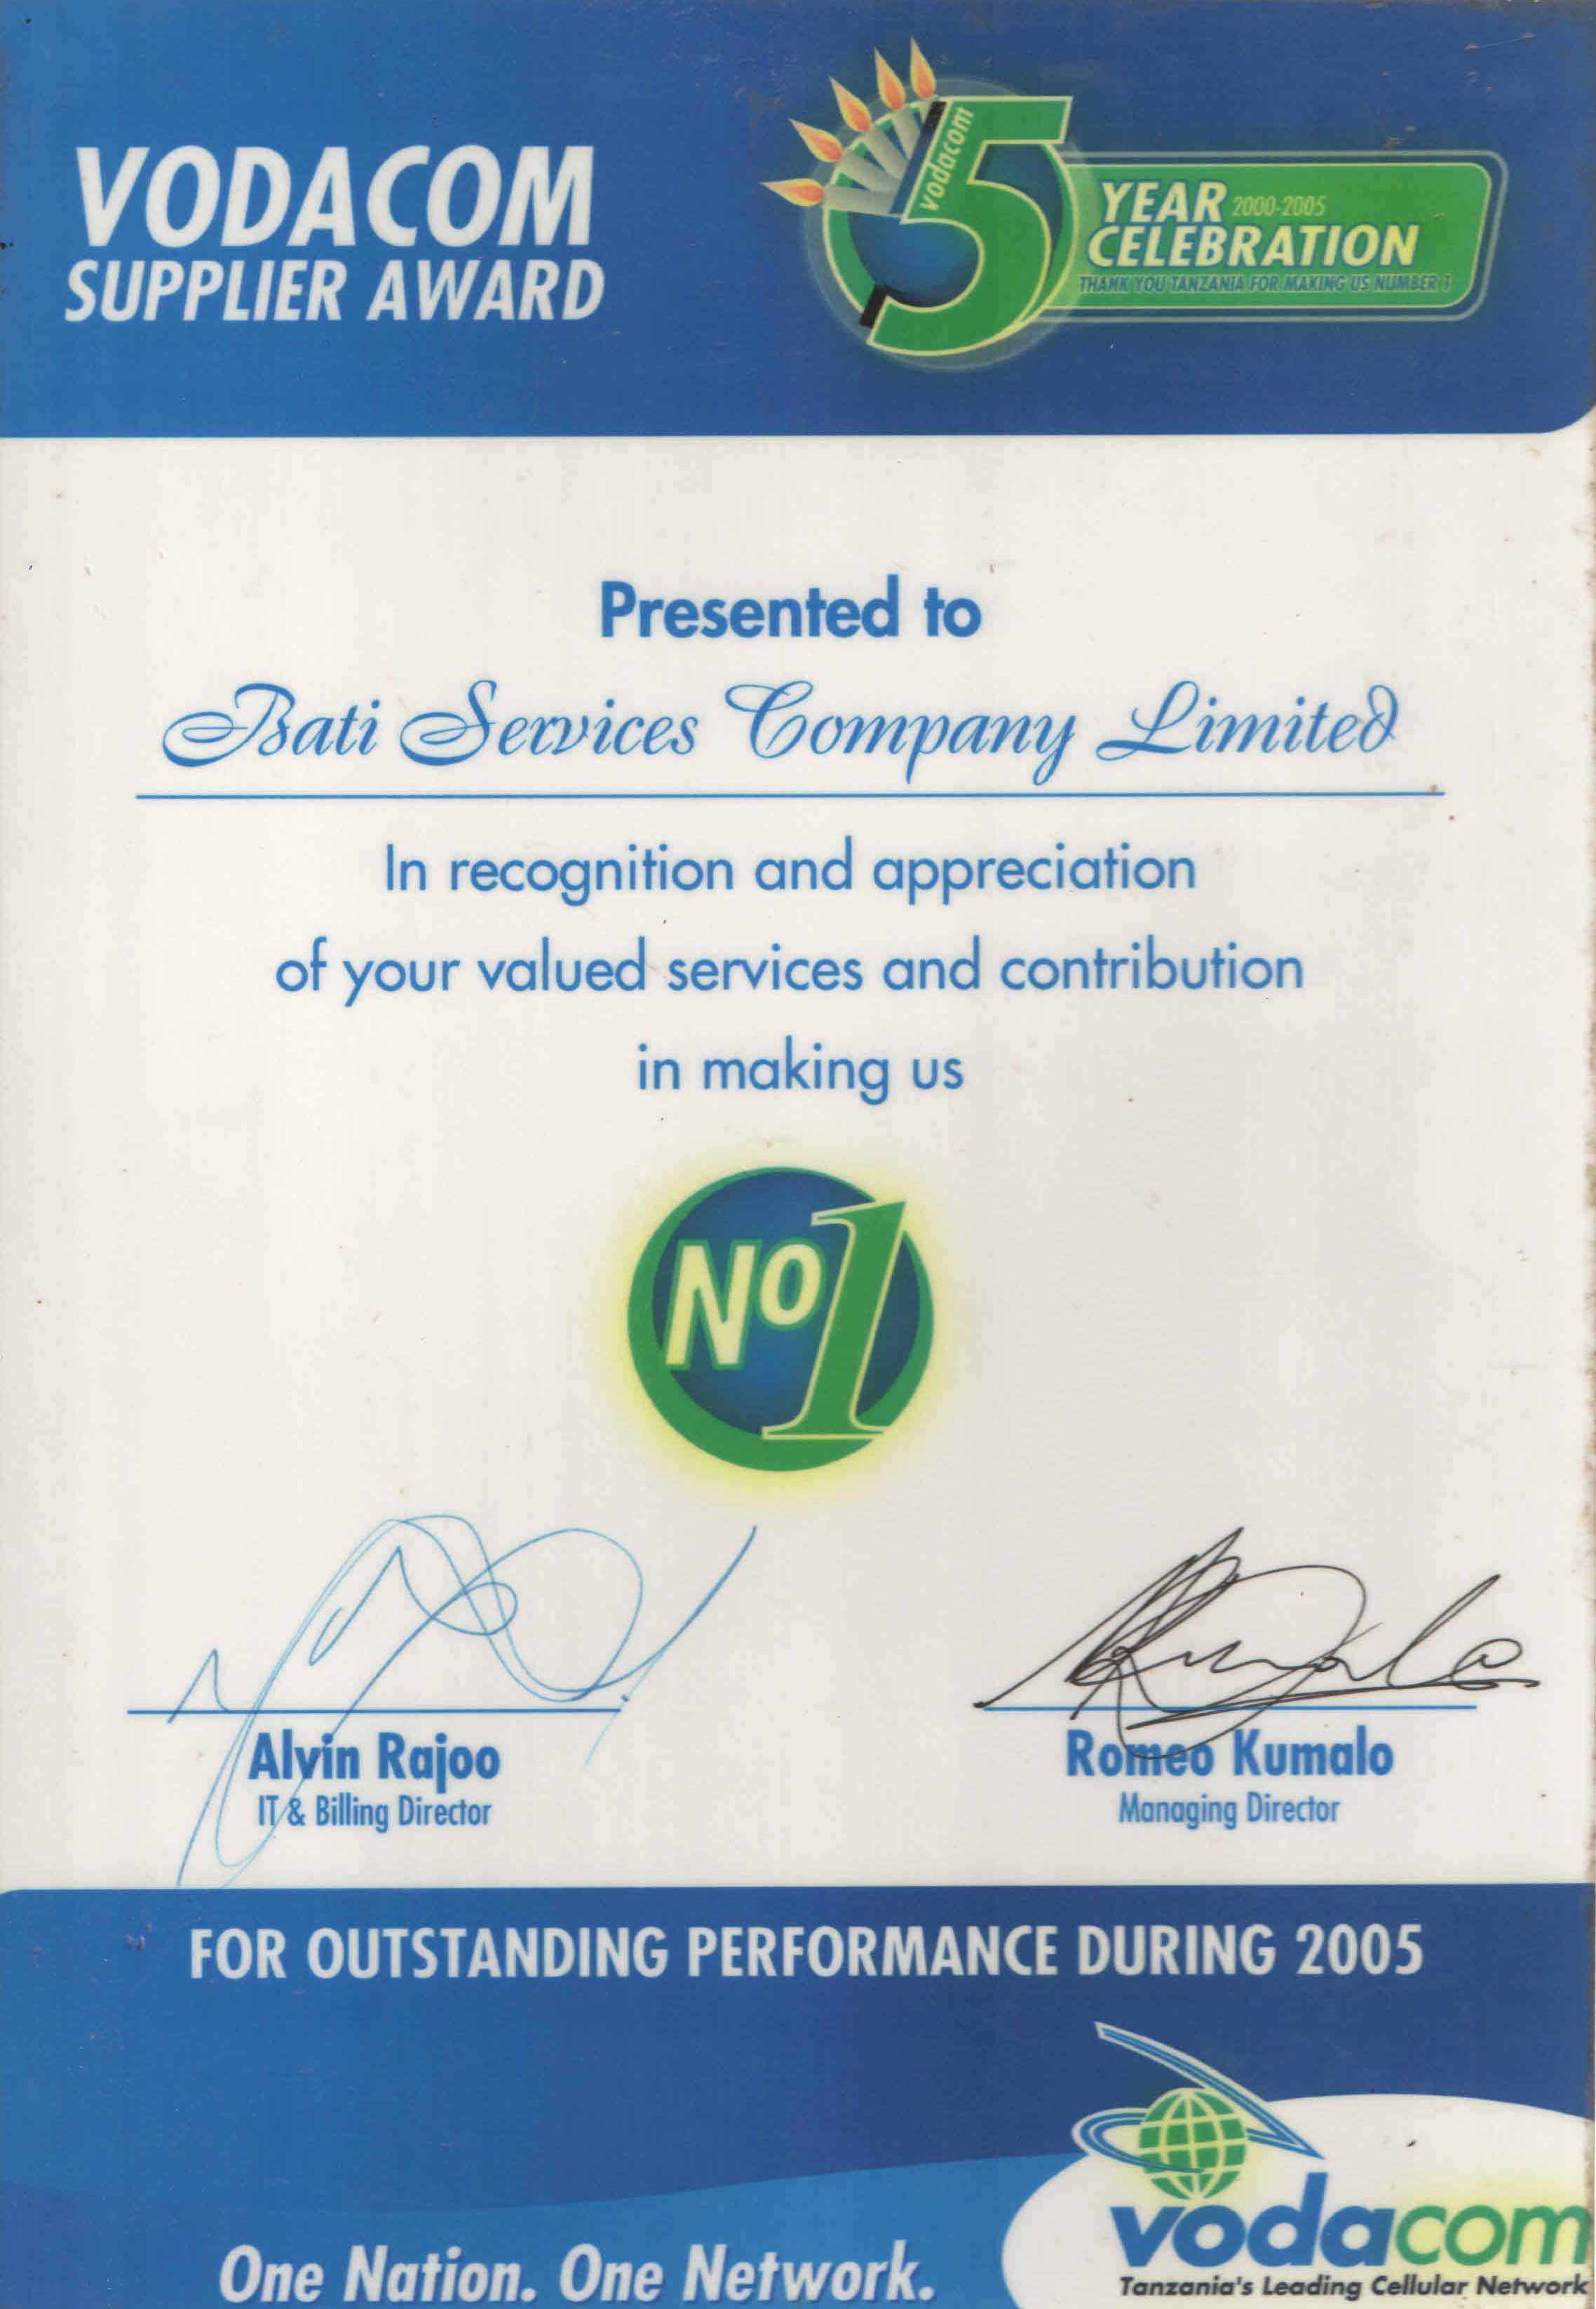 VODACOM
SUPPLIER AWARD
vodacom
5
YEAR 2000-2005
CELEBRATION
THANK YOU TANZANIA FOR MAKING US NUMBER 1
Presented to
Bati Services Company Limited
In recognition and appreciation
of your valued services and contribution
in making us
No1
Alvin Rajoo
IT & Billing Director
Romeo Kumalo
Managing Director
FOR OUTSTANDING PERFORMANCE DURING 2005
One Nation. One Network.
vodacom
Tanzania's Leading Cellular Network